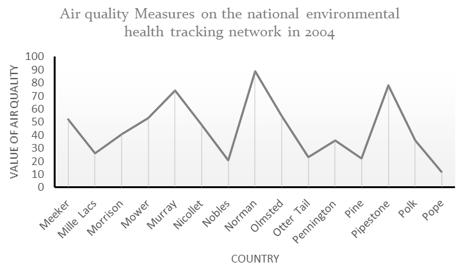 Air quality Measures on the national environmental
health tracking network in 2004
VALUE OF AIR QUALITY
100
90
80
70
60
50
40
30
20
10
0
Meeker
Mille Lacs
Morrison
Mower
Murray
Nicollet
Nobles
Norman
Olmsted
Otter Tail
Pennington
Pine
Pipestone
Polk
Pope
COUNTRY